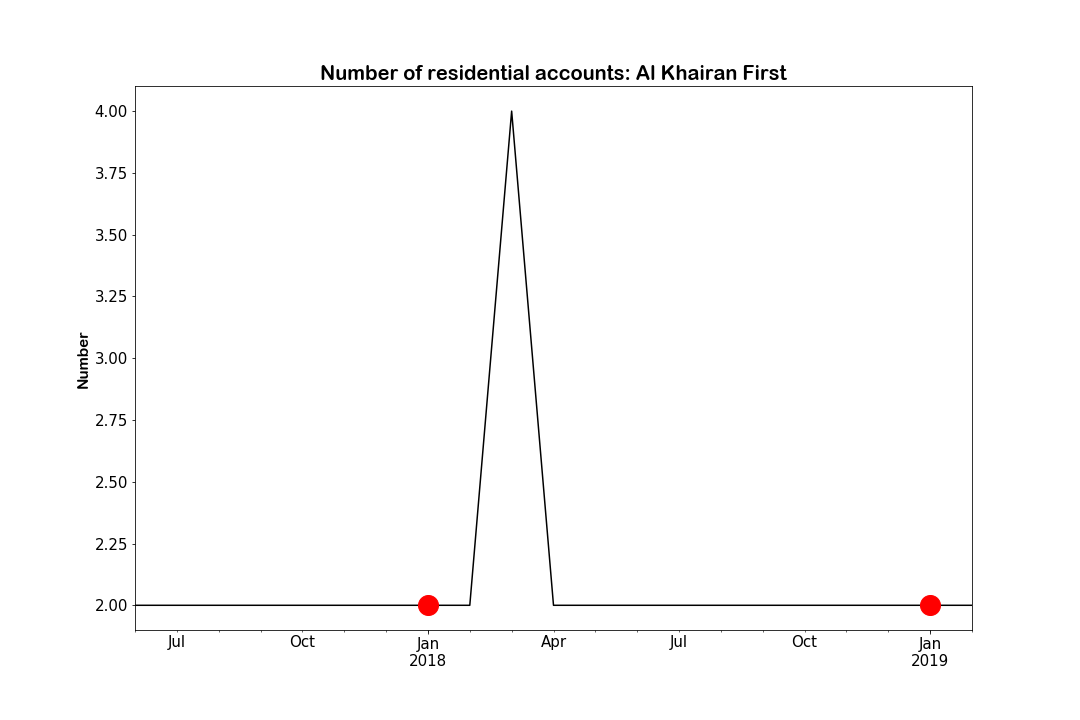 Number of residential accounts: Al Khairan First
4.00
3.75
3.50
3.25
3.00
2.75
2.50
2.25
2.00
Number
Jul
Oct
Jan
2018
Apr
Jul
Oct
Jan
2019